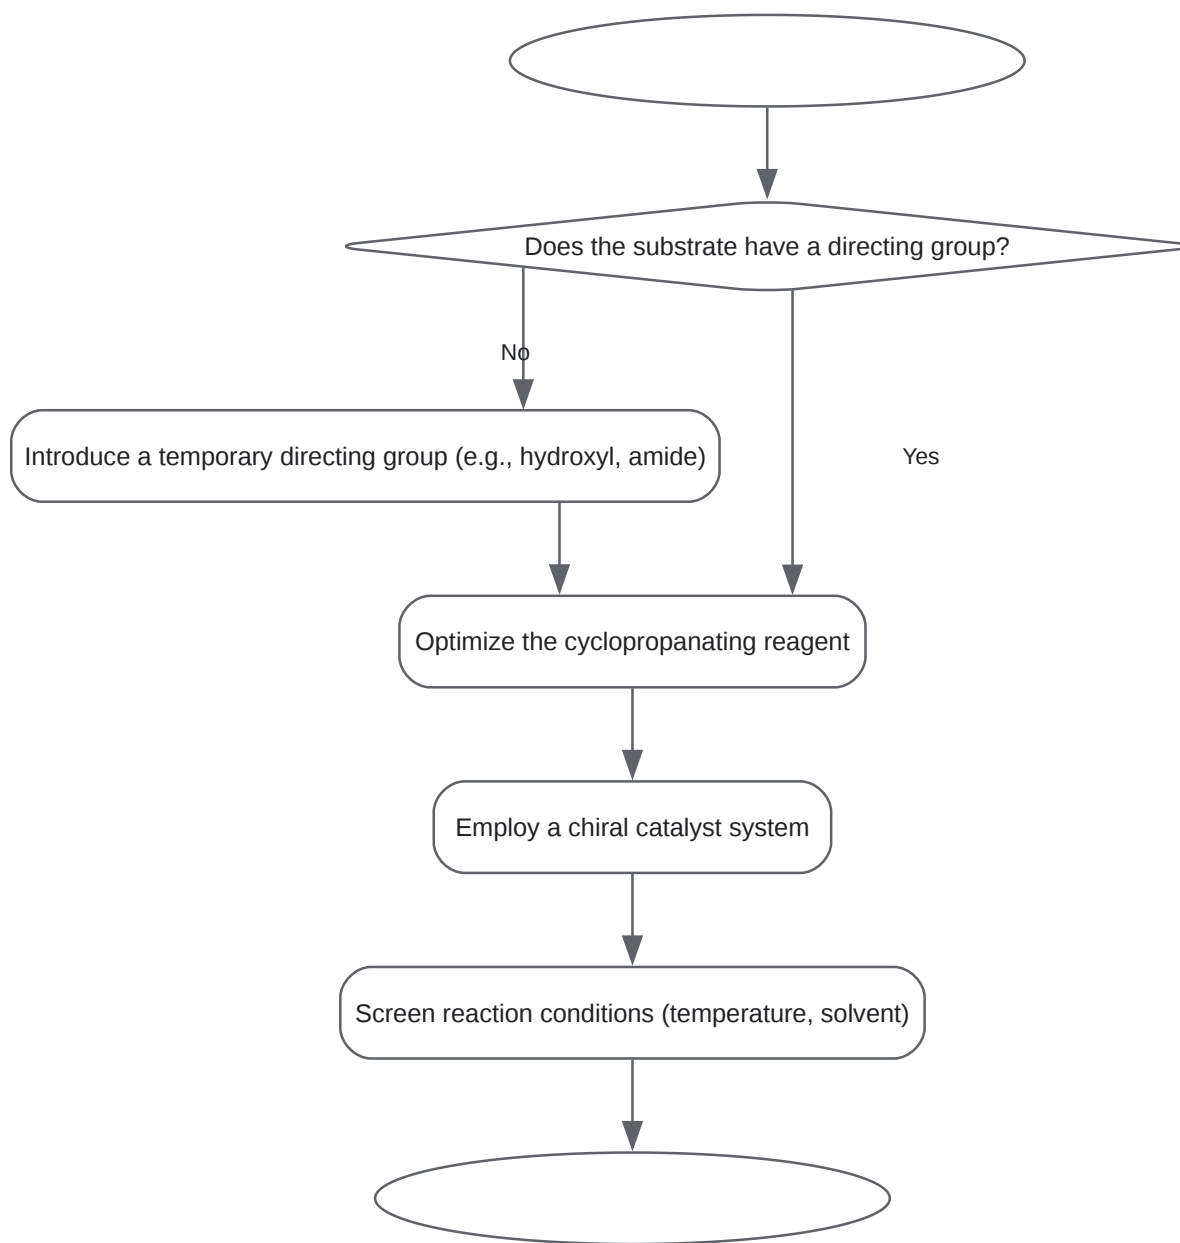 Does the substrate have a directing group?
No
Introduce a temporary directing group (e.g., hydroxyl, amide)
Yes
Optimize the cyclopropanating reagent
Employ a chiral catalyst system
Screen reaction conditions (temperature, solvent)